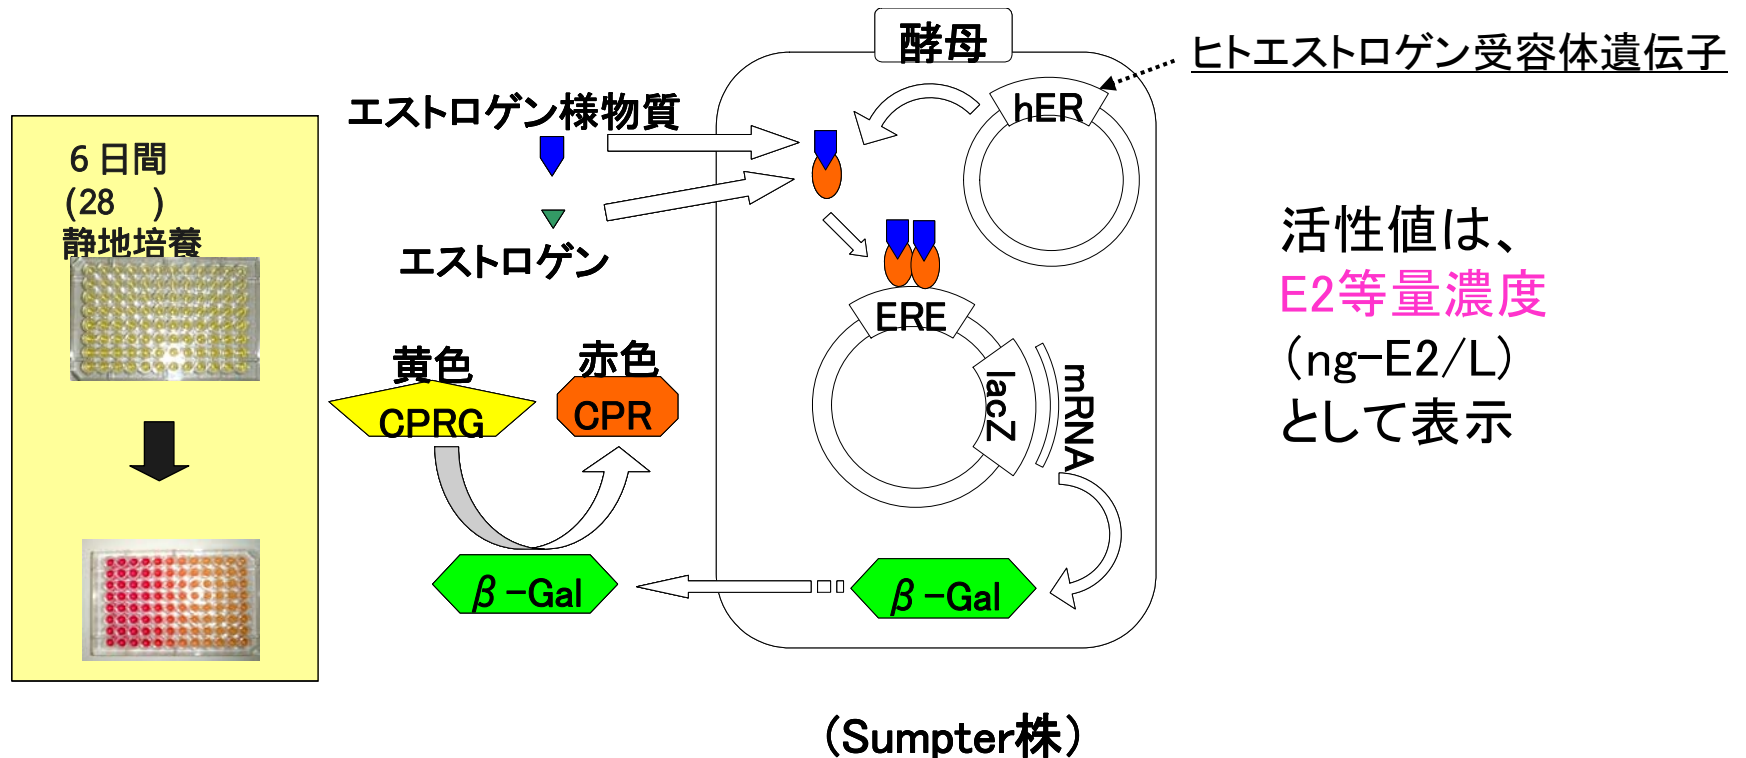 酵母
ヒトエストロゲン受容体遺伝子
hER
エストロゲン様物質
エストロゲン
6日間
(28　)
静地培養
ERE
lacZ
mRNA
黄色
CPRG
赤色
CPR
β-Gal
β-Gal
活性値は、
E2等量濃度
(ng-E2/L)
として表示
(Sumpter株)